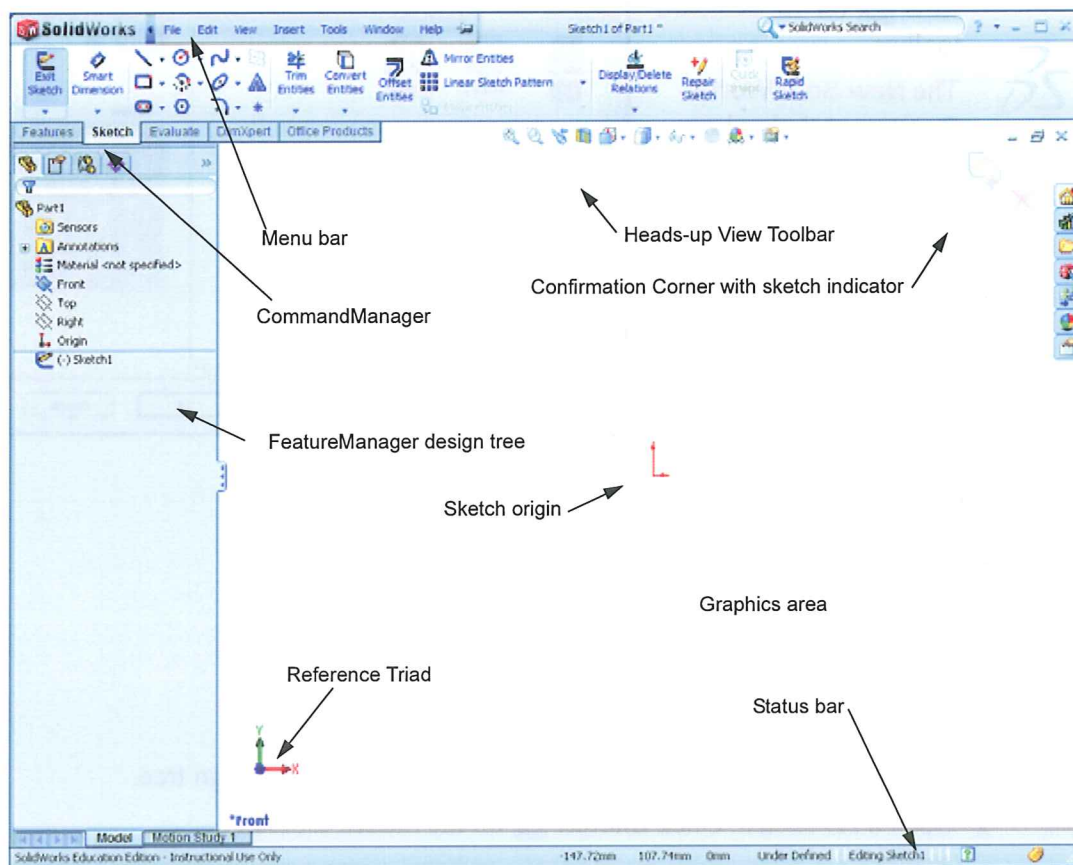 SolidWorks File Edit View Insert Tools Window Help Sketch1 of Part1 * SolidWorks Search ?
Exit Sketch
Smart Dimension
Trim Entities
Convert Entities
Offset Entities
Mirror Entities
Linear Sketch Pattern
Display/Delete Relations
Repair Sketch
Rapid Sketch
Features Sketch Evaluate DimXpert Office Products
Part1
Sensors
Annotations
Material <not specified>
Front
Top
Right
Origin
(-) Sketch1
Menu bar
Heads-up View Toolbar
Confirmation Corner with sketch indicator
CommandManager
FeatureManager design tree
Sketch origin
Graphics area
Reference Triad
Status bar
Y
X
*Front
Model Motion Study 1
SolidWorks Education Edition - Instructional Use Only -147.72mm 107.74mm 0mm Under Defined Editing Sketch1